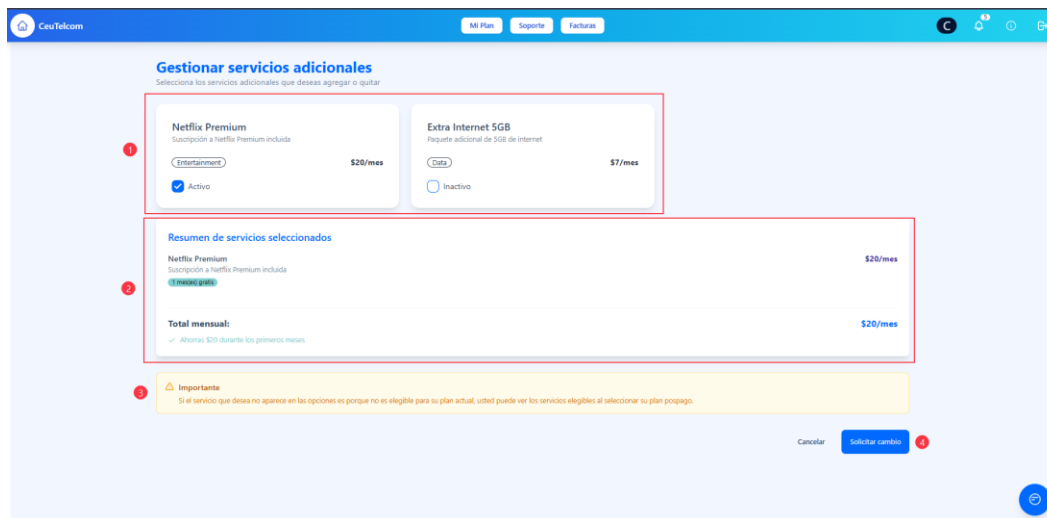 CeuTelcom
Mi Plan
Soporte
Facturas
C
5
Gestionar servicios adicionales
Selecciona los servicios adicionales que deseas agregar o quitar
1
Netflix Premium
Suscripción a Netflix Premium incluida
Entertainment
$20/mes
Activo
Extra Internet 5GB
Paquete adicional de 5GB de internet
Data
$7/mes
Inactivo
2
Resumen de servicios seleccionados
Netflix Premium
$20/mes
Suscripción a Netflix Premium incluida
1 mes(es) gratis
Total mensual:
$20/mes
Ahorras $20 durante los primeros meses
3
Importante
Si el servicio que desea no aparece en las opciones es porque no es elegible para su plan actual, usted puede ver los servicios elegibles al seleccionar su plan pospago.
Cancelar
Solicitar cambio
4